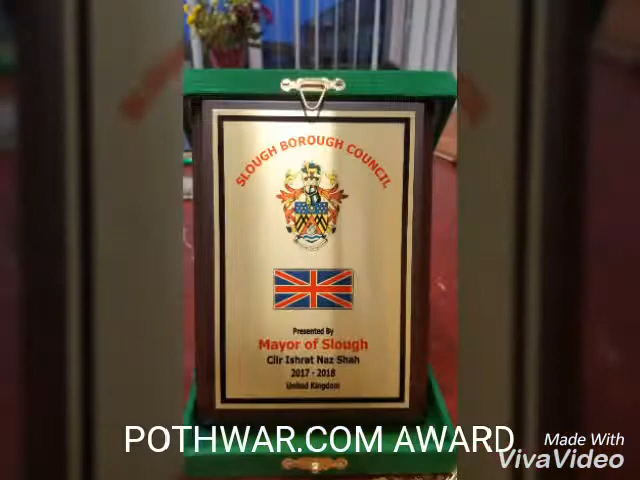 SLOUGH BOROUGH COUNCIL
Presented By
Mayor of Slough
Cllr Ishrat Naz Shah
2017 - 2018
United Kingdom
POTHWAR.COM AWARD
Made With
VivaVideo